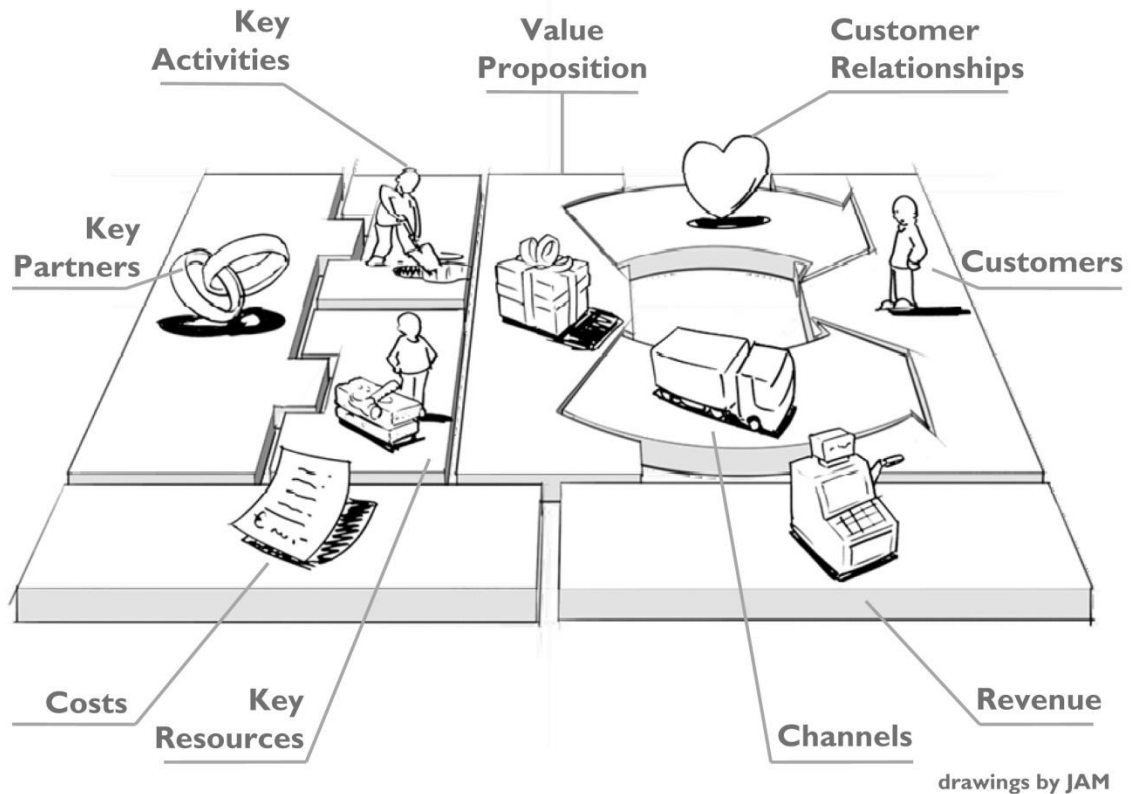 Key
Activities
Value
Proposition
Customer
Relationships
Key
Partners
Customers
Costs
Key
Resources
Channels
Revenue
drawings by JAM